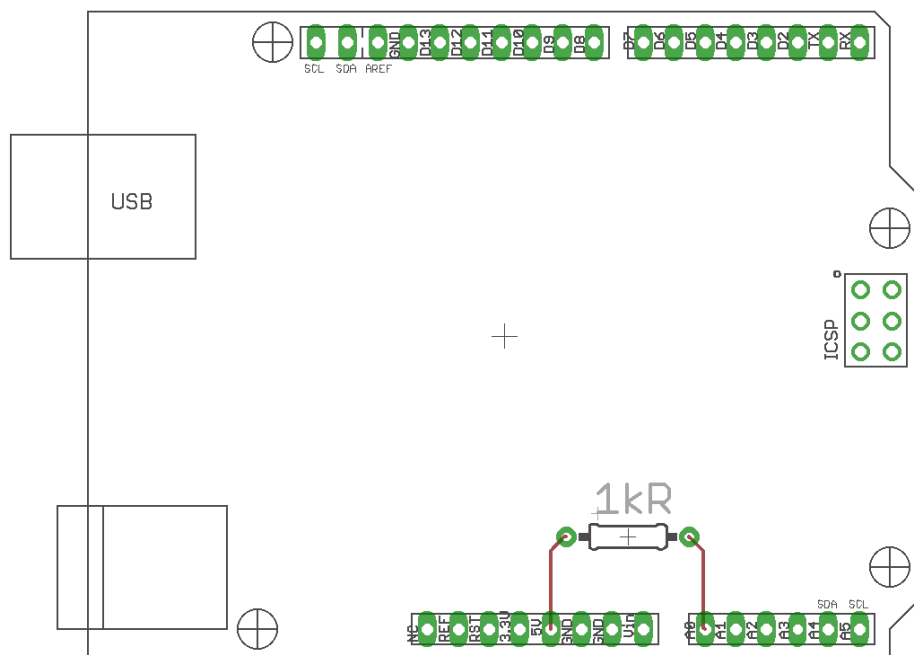 GND D13 D12 D11 D10 D9 D8 D7 D6 D5 D4 D3 D2 TX RX
SCL SDA AREF
USB
ICSP
1kR
SDA SCL
NC REF RST 3.3V 5V GND GND Vin A0 A1 A2 A3 A4 A5